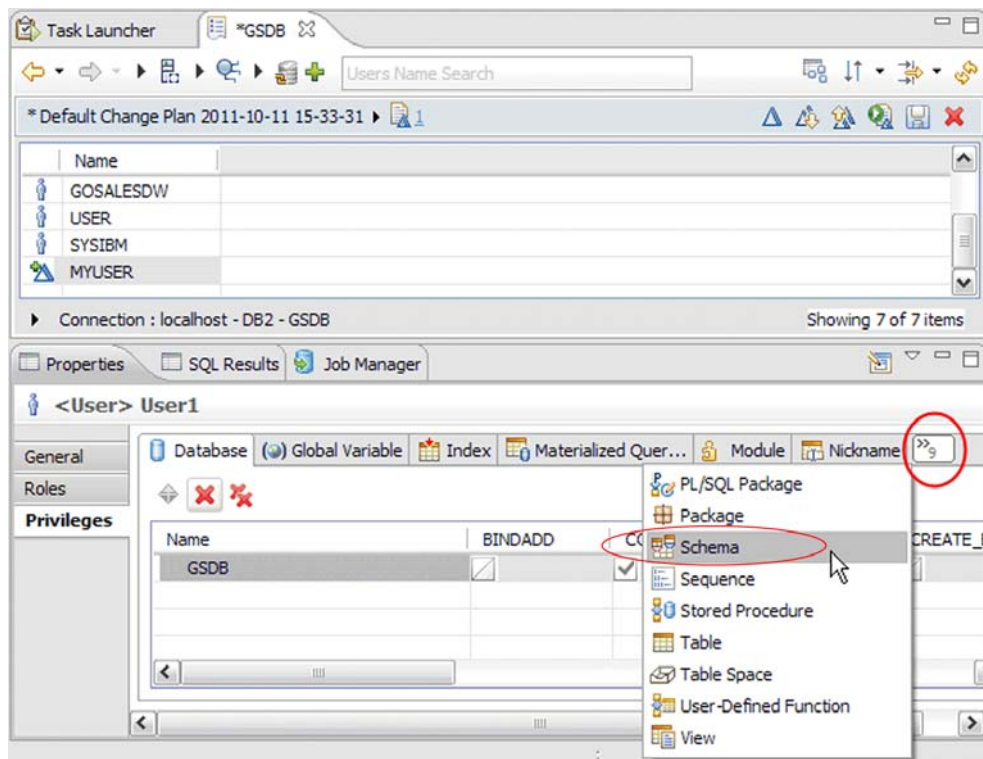 Task Launcher
*GSDB
Users Name Search
* Default Change Plan 2011-10-11 15-33-31
1
Name
GOSALESDW
USER
SYSIBM
MYUSER
Connection : localhost - DB2 - GSDB
Showing 7 of 7 items
Properties
SQL Results
Job Manager
<User> User1
General
Roles
Privileges
Database
Global Variable
Index
Materialized Quer...
Module
Nickname
»9
Name
BINDADD
CREATE_
GSDB
PL/SQL Package
Package
Schema
Sequence
Stored Procedure
Table
Table Space
User-Defined Function
View